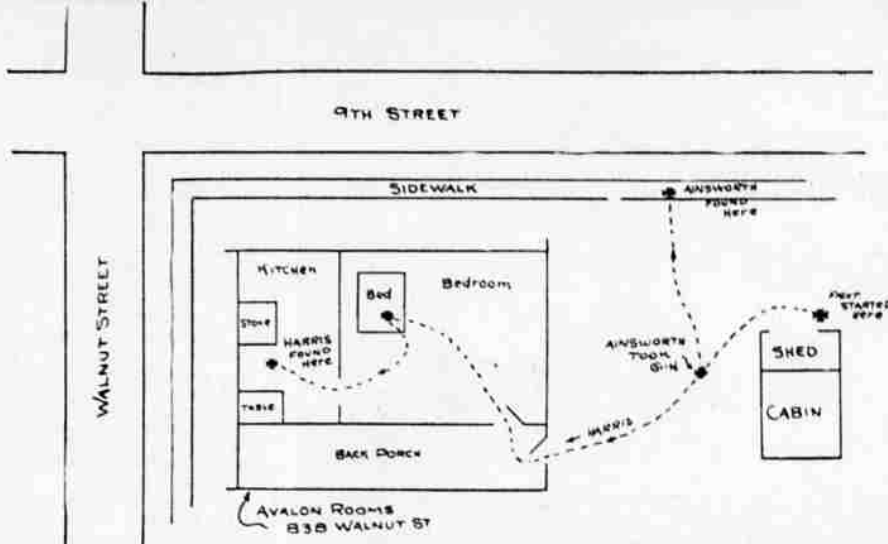 9TH STREET
SIDEWALK
AINSWORTH
FOUND
HERE
WALNUT STREET
KITCHEN
Bed
Bedroom
STOVE
HARRIS
FOUND
HERE
TABLE
FIGHT
STARTED
HERE
AINSWORTH
TOOK
GUN
SHED
CABIN
HARRIS
BACK PORCH
AVALON ROOMS
838 WALNUT ST